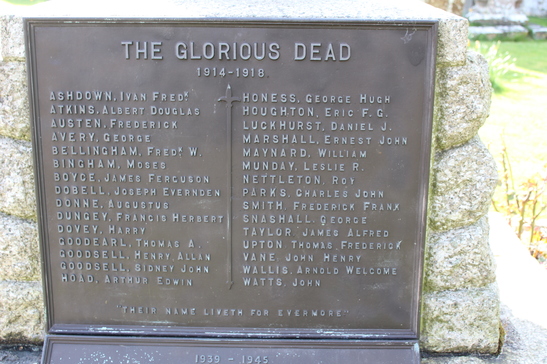 THE GLORIOUS DEAD
1914-1918.
ASHDOWN, IVAN FREDK
ATKINS, ALBERT DOUGLAS
AUSTEN, FREDERICK
AVERY, GEORGE
BELLINGHAM, FREDK. W.
BINGHAM, MOSES
BOYCE, JAMES FERGUSON
DOBELL, JOSEPH EVERNDEN
DONNE, AUGUSTUS
DUNGEY, FRANCIS HERBERT
DOVEY, HARRY
GODDEARL, THOMAS A.
GOODSELL, HENRY, ALLAN
GOODSELL, SIDNEY JOHN
HOAD, ARTHUR EDWIN
HONESS, GEORGE HUGH
HOUGHTON, ERIC F. G.
LUCKHURST, DANIEL J.
MARSHALL, ERNEST JOHN
MAYNARD, WILLIAM
MUNDAY, LESLIE R.
NETTLETON, ROY
PARKS, CHARLES JOHN
SMITH, FREDERICK FRANK
SNASHALL, GEORGE
TAYLOR, JAMES ALFRED
UPTON, THOMAS, FREDERICK
VANE, JOHN HENRY
WALLIS, ARNOLD WELCOME
WATTS, JOHN
"THEIR NAME LIVETH FOR EVERMORE"
1939 - 1945.